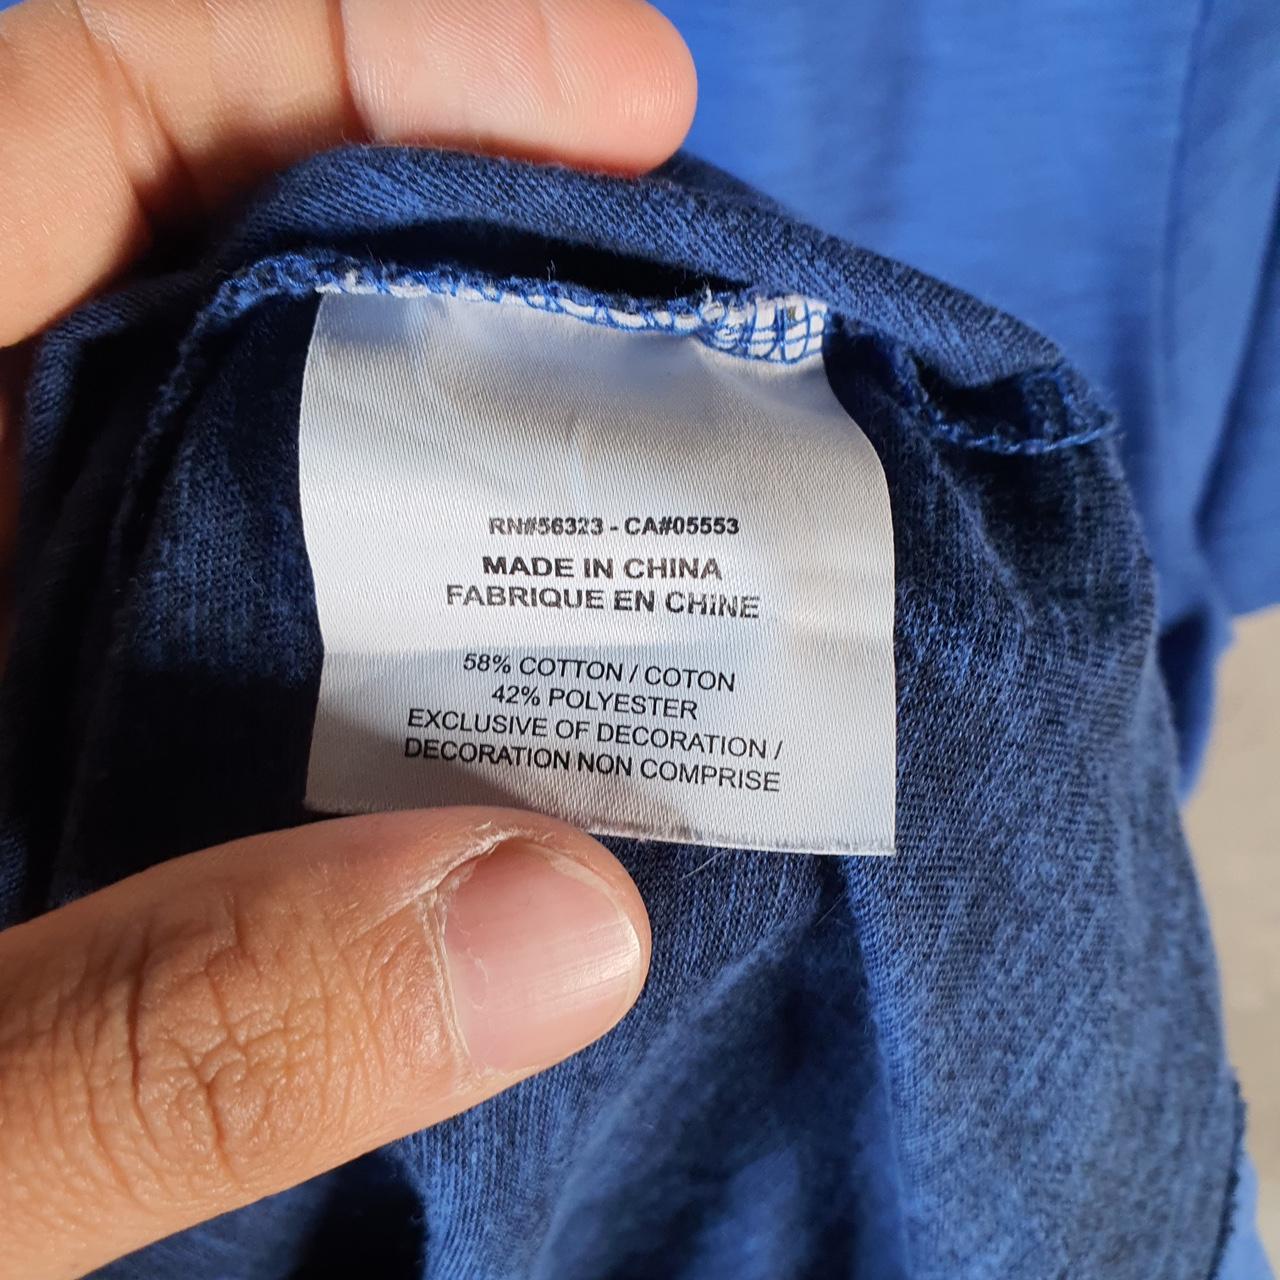 RN#56323 - CA#05553
MADE IN CHINA
FABRIQUE EN CHINE
58% COTTON / COTON
42% POLYESTER
EXCLUSIVE OF DECORATION /
DECORATION NON COMPRISE